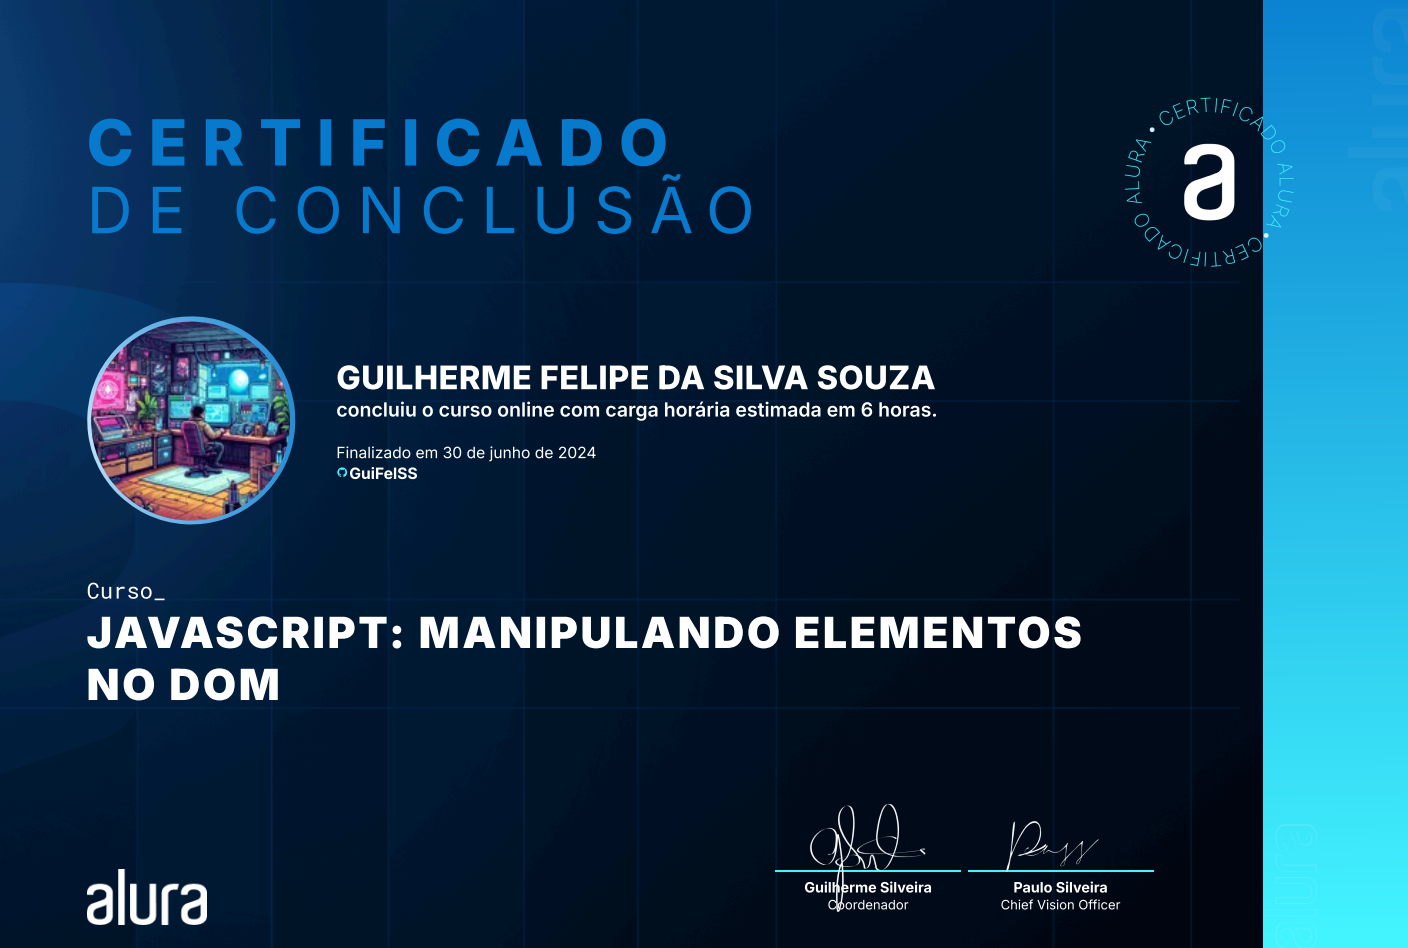 CERTIFICADO
DE CONCLUSÃO
CERTIFICADO ALURA • CERTIFICADO ALURA •
a
GUILHERME FELIPE DA SILVA SOUZA
concluiu o curso online com carga horária estimada em 6 horas.
Finalizado em 30 de junho de 2024
GuiFelSS
Curso_
JAVASCRIPT: MANIPULANDO ELEMENTOS
NO DOM
Guilherme Silveira
Coordenador
Paulo Silveira
Chief Vision Officer
alura
alura
alura